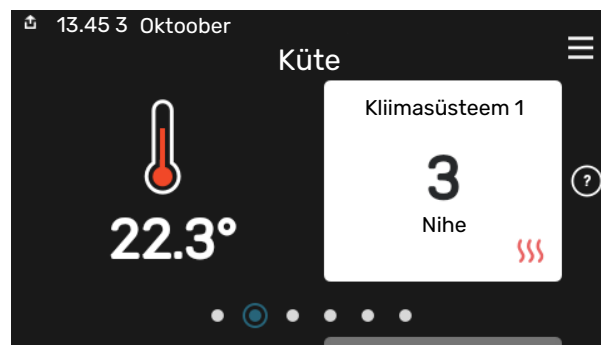 13.45 3 Oktoober
Küte
Kliimasüsteem 1
3
Nihe
22.3°
?